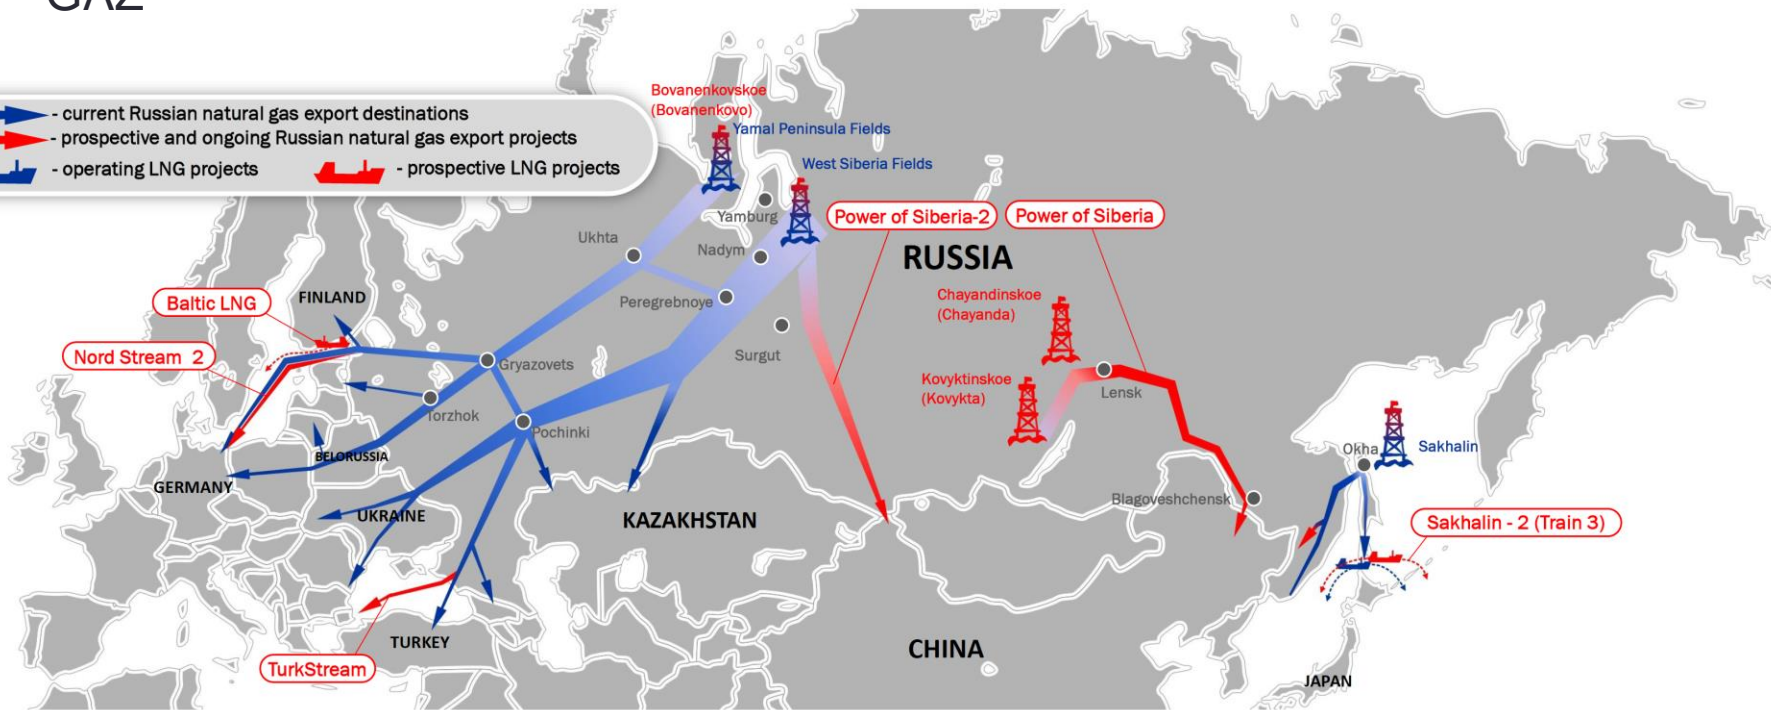 GAZ
- current Russian natural gas export destinations
- prospective and ongoing Russian natural gas export projects
- operating LNG projects
- prospective LNG projects
Bovanenkovskoe
(Bovanenkovo)
Yamal Peninsula Fields
West Siberia Fields
Yamburg
Power of Siberia-2
Power of Siberia
Ukhta
Nadym
RUSSIA
Peregrebnoye
Chayandinskoe
(Chayanda)
Baltic LNG
FINLAND
Nord Stream 2
Gryazovets
Surgut
Kovyktinskoe
(Kovykta)
Lensk
Torzhok
Pochinki
BELORUSSIA
Okha
Sakhalin
GERMANY
Blagoveshchensk
UKRAINE
KAZAKHSTAN
Sakhalin - 2 (Train 3)
TURKEY
CHINA
TurkStream
JAPAN